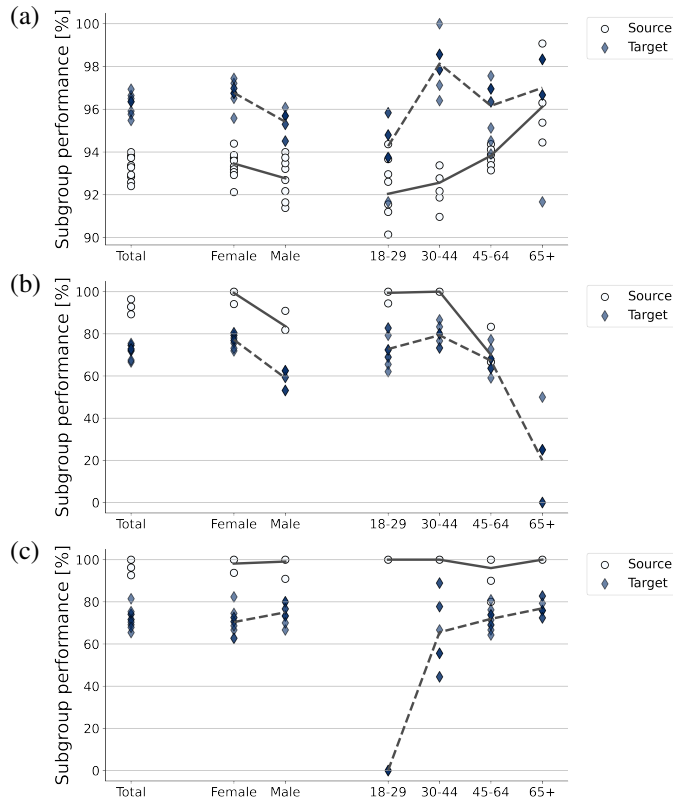 (a)
Subgroup performance [%]
100
98
96
94
92
90
Total
Female
Male
18-29
30-44
45-64
65+
Source
Target
(b)
Subgroup performance [%]
100
80
60
40
20
0
Total
Female
Male
18-29
30-44
45-64
65+
Source
Target
(c)
Subgroup performance [%]
100
80
60
40
20
0
Total
Female
Male
18-29
30-44
45-64
65+
Source
Target